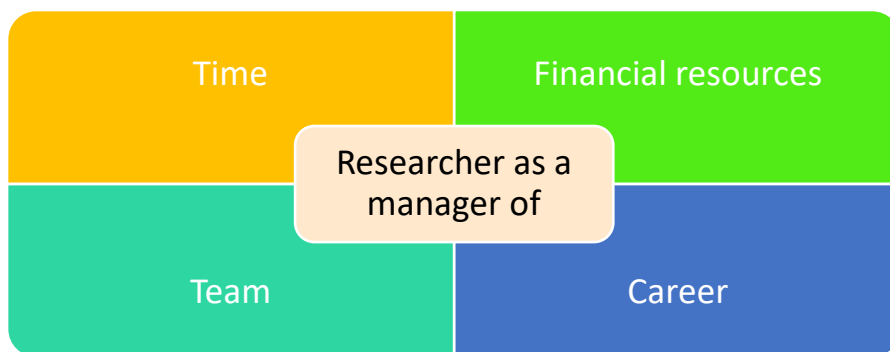 Time
Financial resources
Researcher as a
manager of
Team
Career